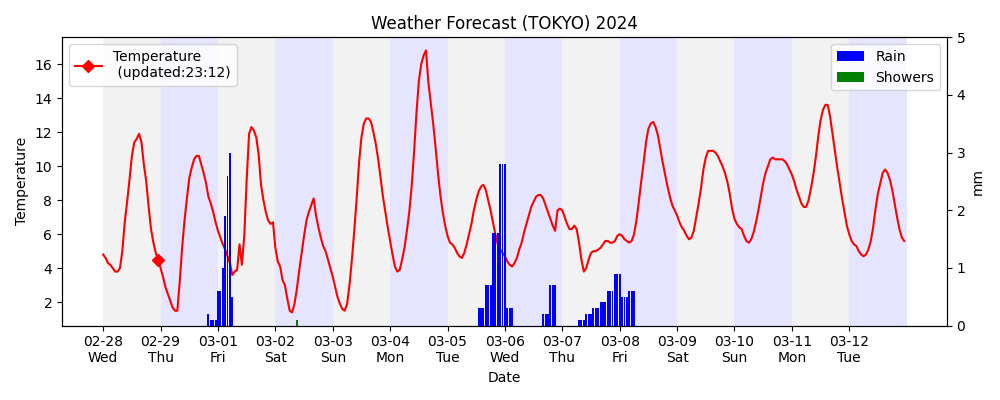 Weather Forecast (TOKYO) 2024
Temperature
(updated:23:12)
Rain
Showers
16
14
12
10
8
6
4
2
Temperature
5
4
3
2
1
0
mm
02-28 02-29 03-01 03-02 03-03 03-04 03-05 03-06 03-07 03-08 03-09 03-10 03-11 03-12
Wed Thu Fri Sat Sun Mon Tue Wed Thu Fri Sat Sun Mon Tue
Date